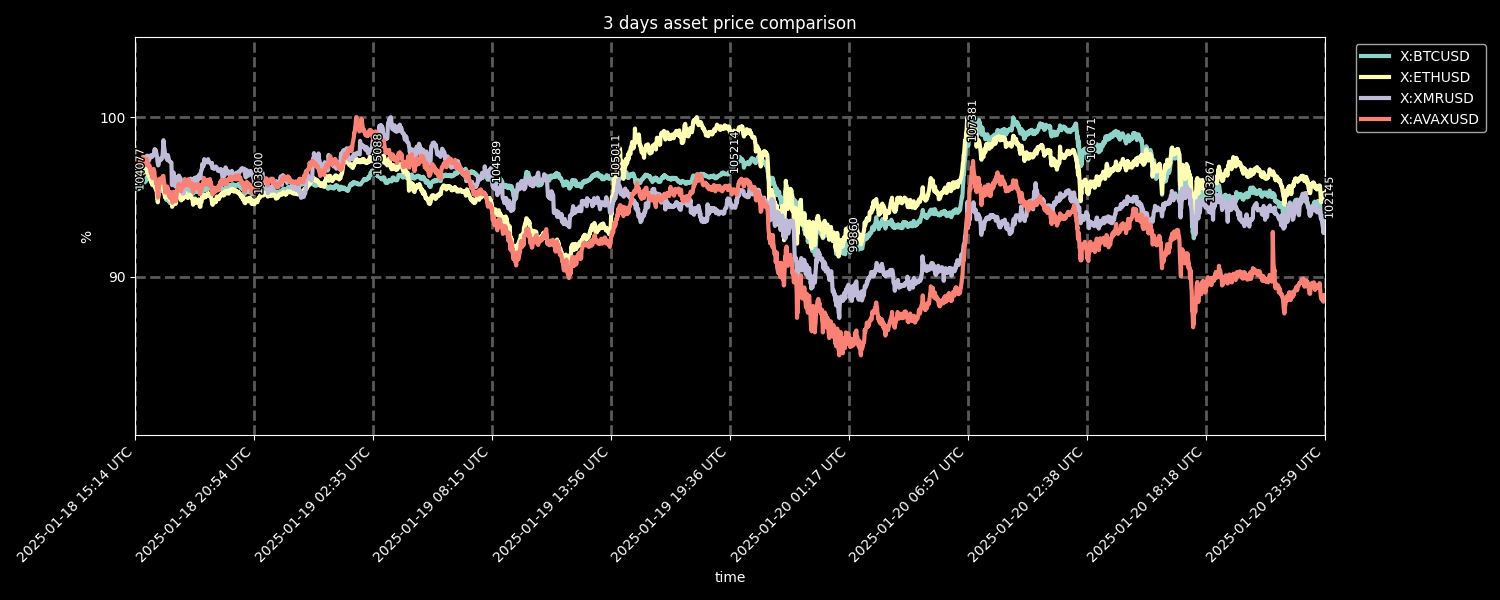 3 days asset price comparison
X:BTCUSD
X:ETHUSD
X:XMRUSD
X:AVAXUSD
%
100
90
104077
103800
105088
104589
105011
105214
99860
107381
106171
103267
102145
2025-01-18 15:14 UTC
2025-01-18 20:54 UTC
2025-01-19 02:35 UTC
2025-01-19 08:15 UTC
2025-01-19 13:56 UTC
2025-01-19 19:36 UTC
2025-01-20 01:17 UTC
2025-01-20 06:57 UTC
2025-01-20 12:38 UTC
2025-01-20 18:18 UTC
2025-01-20 23:59 UTC
time